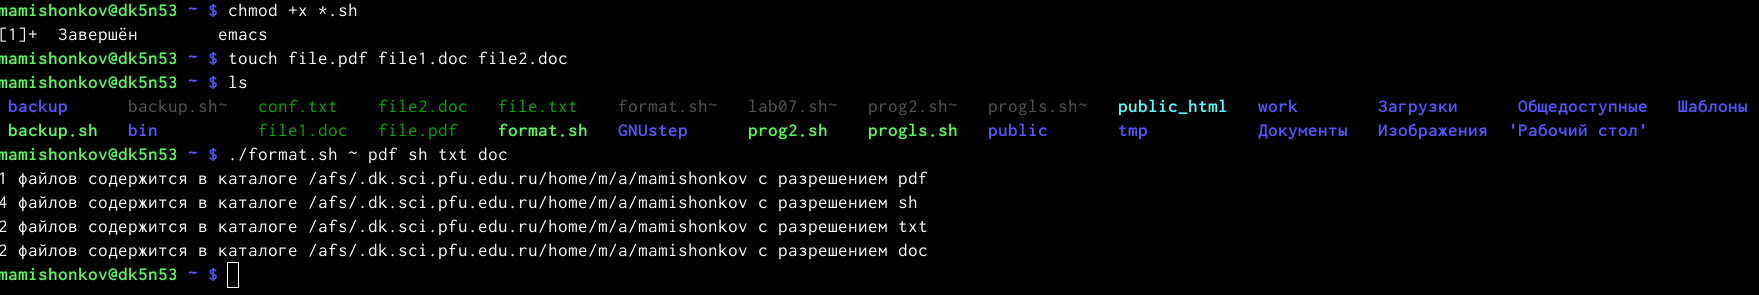 mamishonkov@dk5n53 ~ $ chmod +x *.sh
[1]+  Завершён        emacs
mamishonkov@dk5n53 ~ $ touch file.pdf file1.doc file2.doc
mamishonkov@dk5n53 ~ $ ls
backup      backup.sh~   conf.txt    file2.doc   file.txt    format.sh~   lab07.sh~   prog2.sh~   progls.sh~   public_html   work        Загрузки      Общедоступные   Шаблоны
backup.sh   bin          file1.doc   file.pdf    format.sh   GNUstep      prog2.sh    progls.sh   public       tmp           Документы   Изображения  'Рабочий стол'
mamishonkov@dk5n53 ~ $ ./format.sh ~ pdf sh txt doc
1 файлов содержится в каталоге /afs/.dk.sci.pfu.edu.ru/home/m/a/mamishonkov с разрешением pdf
4 файлов содержится в каталоге /afs/.dk.sci.pfu.edu.ru/home/m/a/mamishonkov с разрешением sh
2 файлов содержится в каталоге /afs/.dk.sci.pfu.edu.ru/home/m/a/mamishonkov с разрешением txt
2 файлов содержится в каталоге /afs/.dk.sci.pfu.edu.ru/home/m/a/mamishonkov с разрешением doc
mamishonkov@dk5n53 ~ $